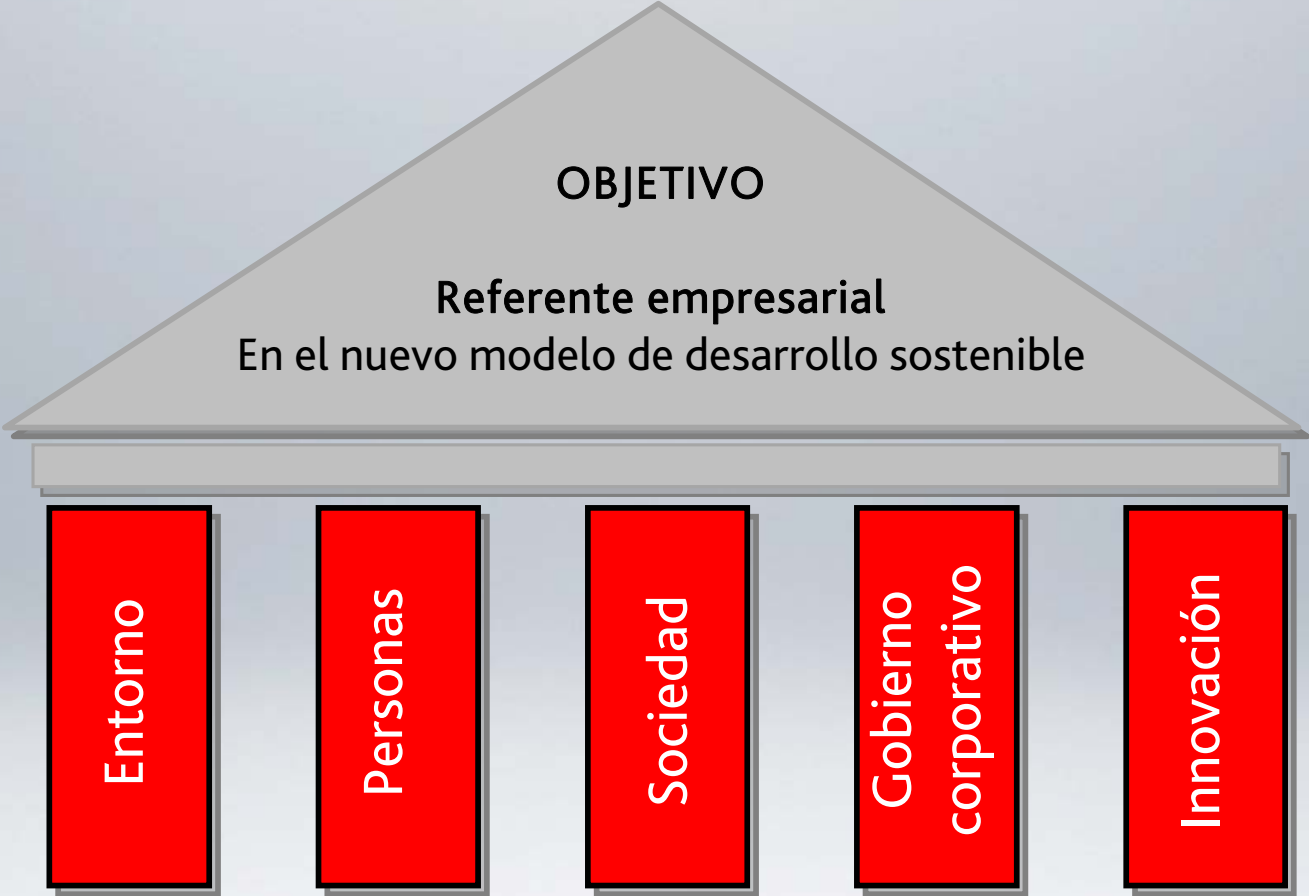 OBJETIVO
Referente empresarial
En el nuevo modelo de desarrollo sostenible
Entorno
Personas
Sociedad
Gobierno
corporativo
Innovación